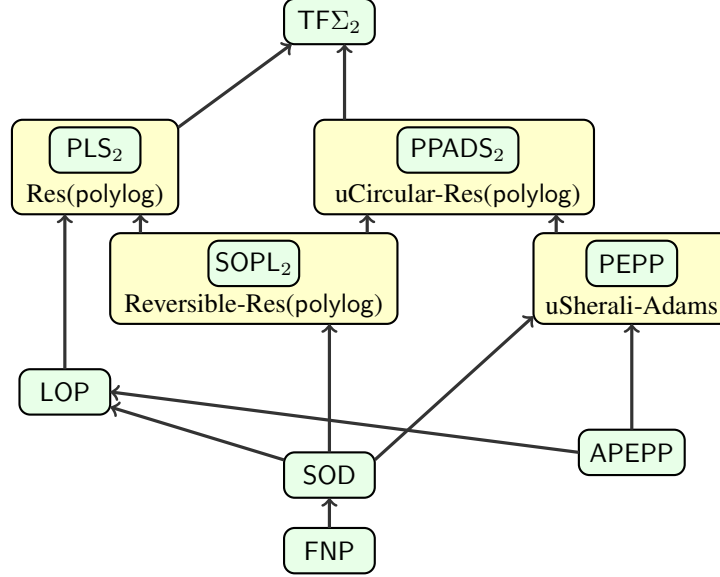 TFΣ₂
PLS₂
Res(polylog)
PPADS₂
uCircular-Res(polylog)
SOPL₂
Reversible-Res(polylog)
PEPP
uSherali-Adams
LOP
APEPP
SOD
FNP